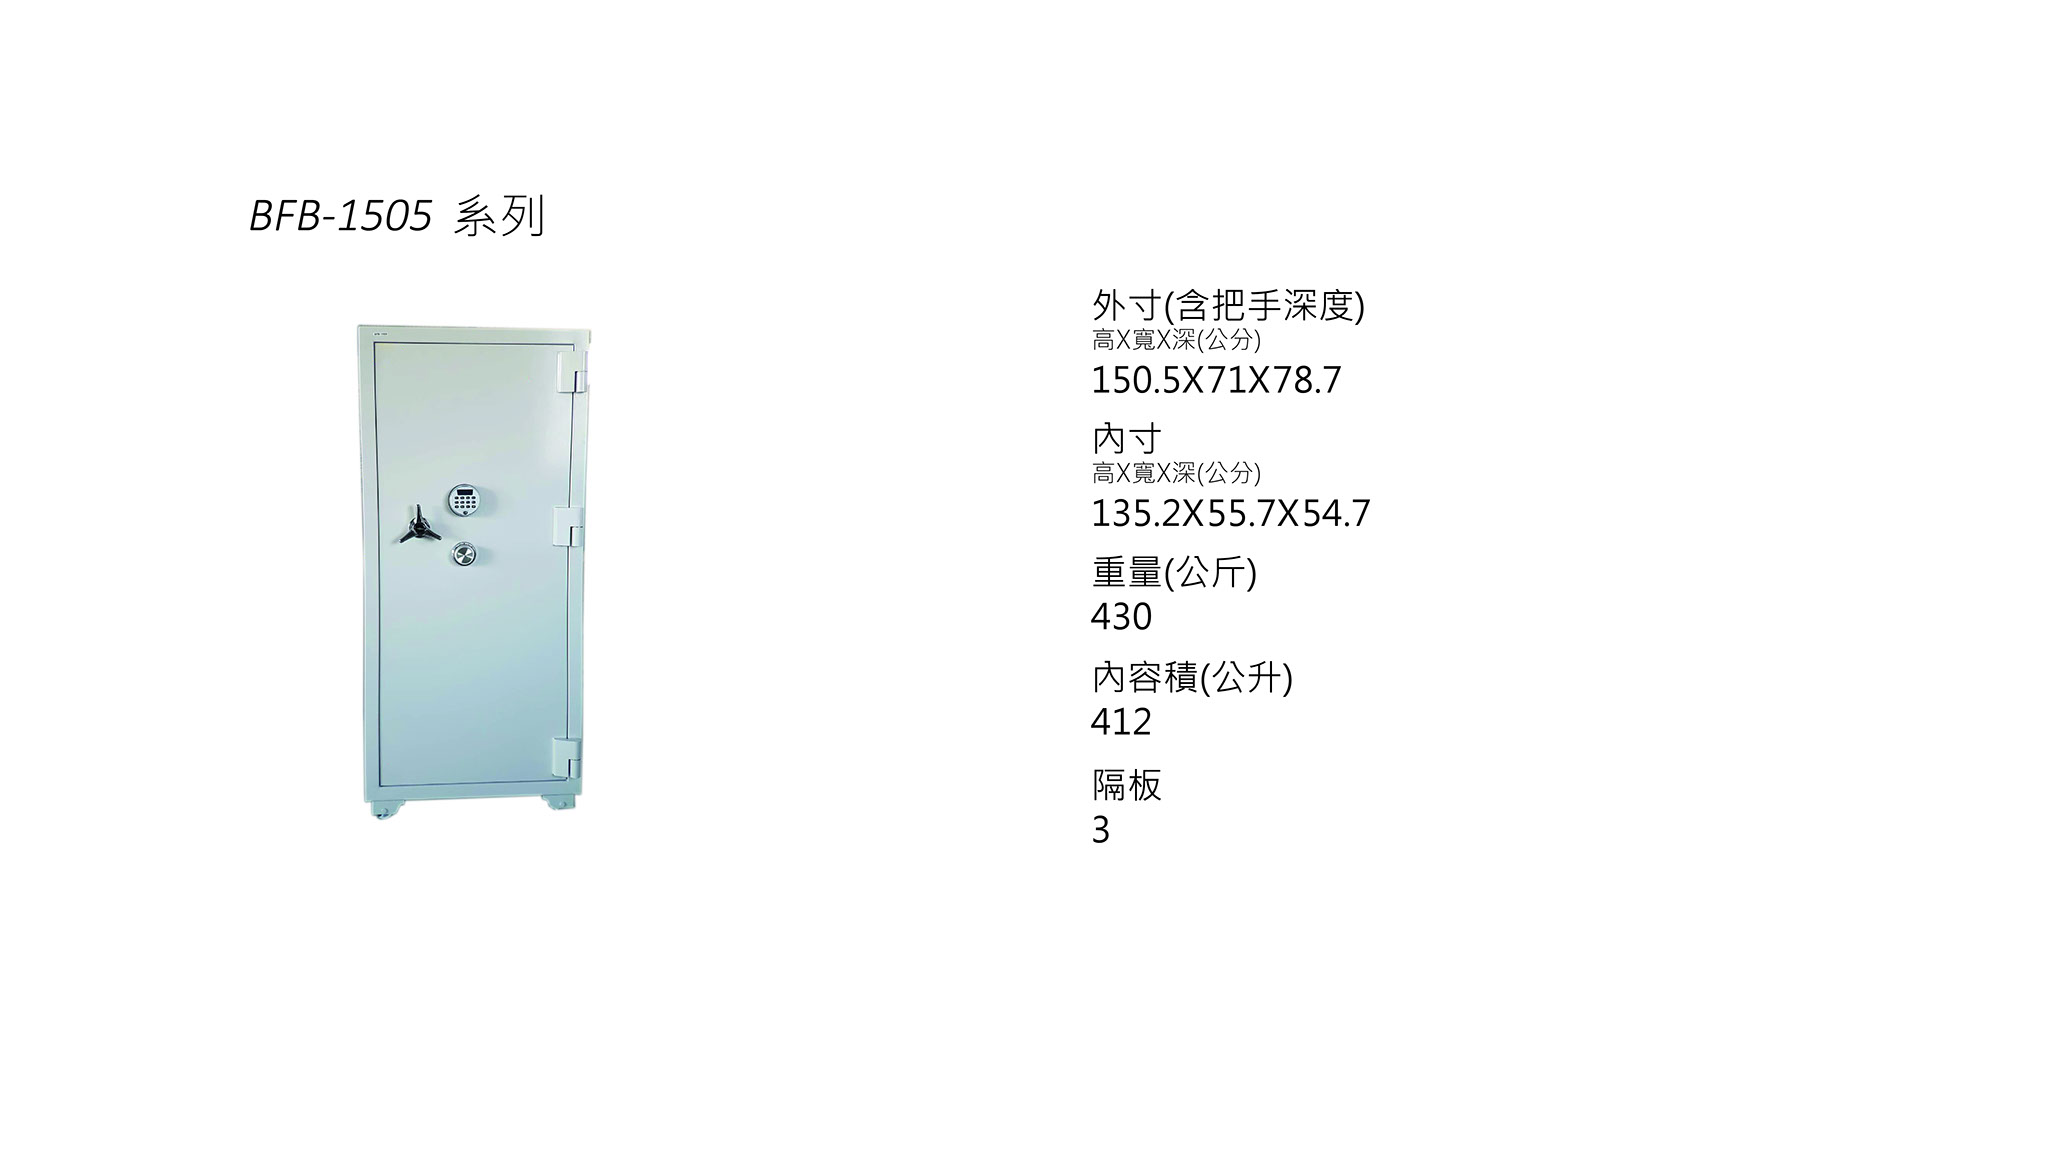 BFB-1505 系列
外寸(含把手深度)
高X寬X深(公分)
150.5X71X78.7
內寸
高X寬X深(公分)
135.2X55.7X54.7
重量(公斤)
430
內容積(公升)
412
隔板
3